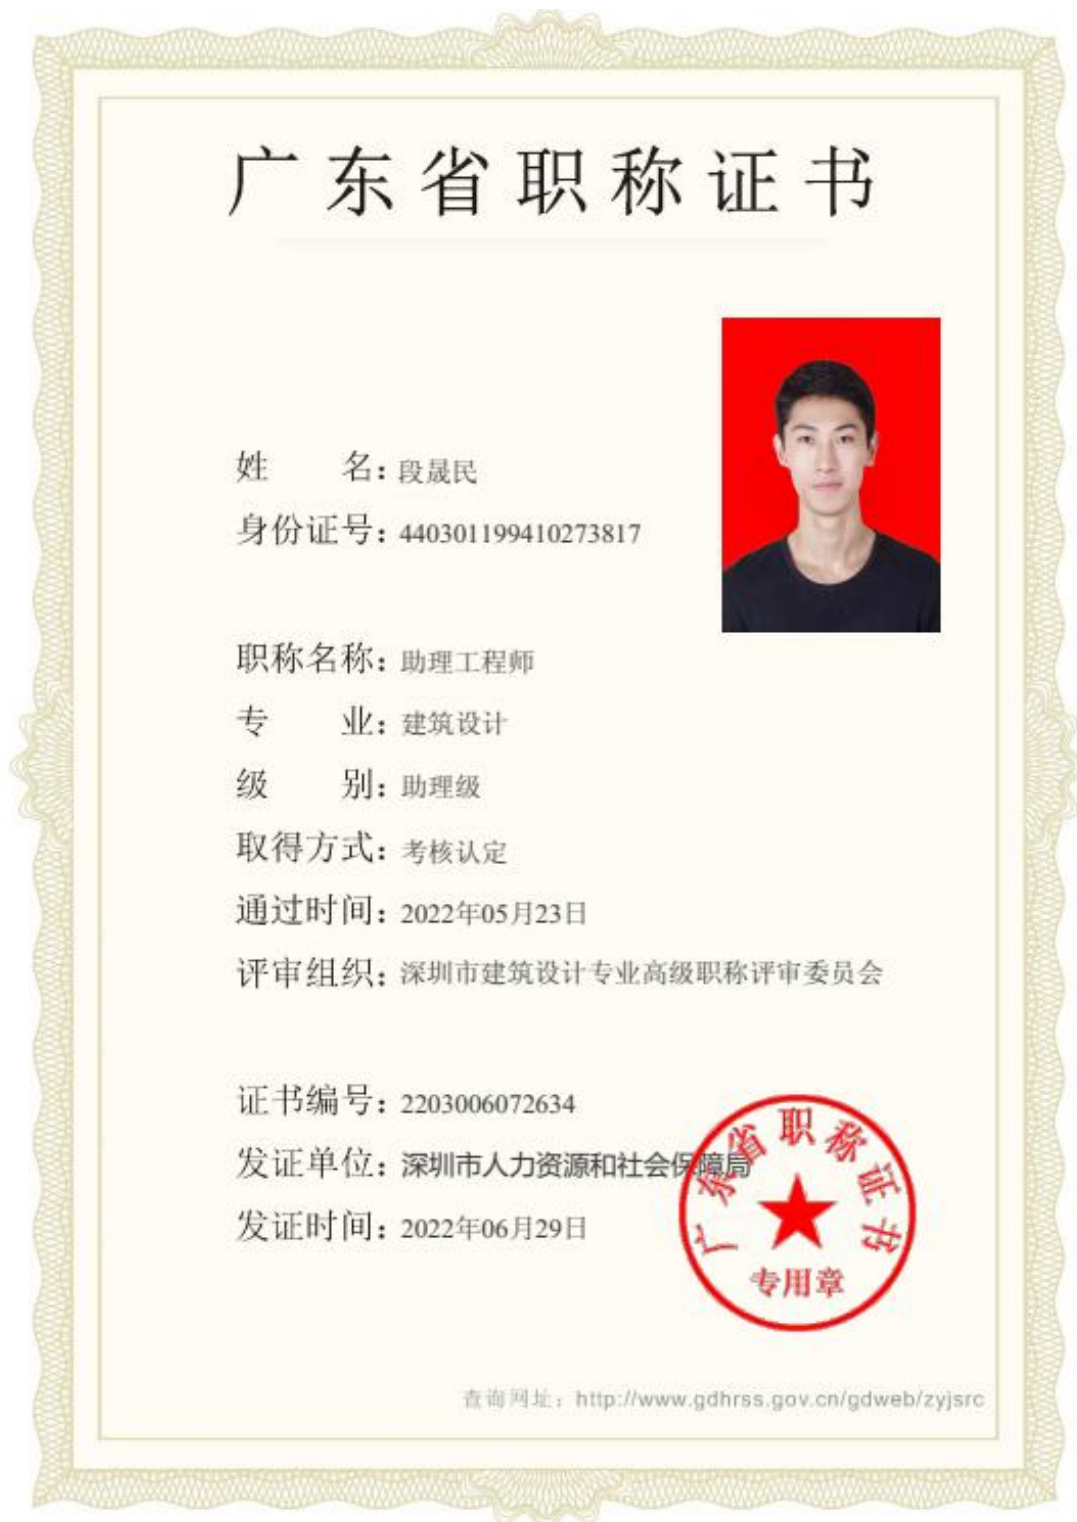 广东省职称证书
姓名：段晟民
身份证号：440301199410273817
职称名称：助理工程师
专业：建筑设计
级别：助理级
取得方式：考核认定
通过时间：2022年05月23日
评审组织：深圳市建筑设计专业高级职称评审委员会
证书编号：2203006072634
发证单位：深圳市人力资源和社会保障局
发证时间：2022年06月29日
广东省职称证书
专用章
查询网址：http://www.gdhrss.gov.cn/gdweb/zyjsrc